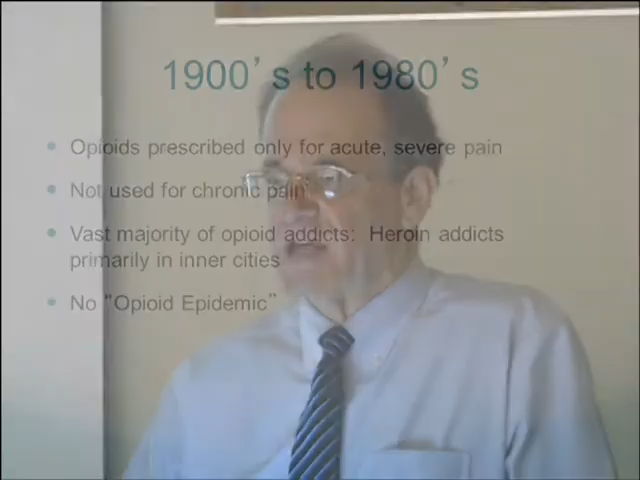 1900's to 1980's
Opioids prescribed only for acute, severe pain
Not used for chronic pain
Vast majority of opioid addicts:  Heroin addicts
primarily in inner cities
No "Opioid Epidemic"